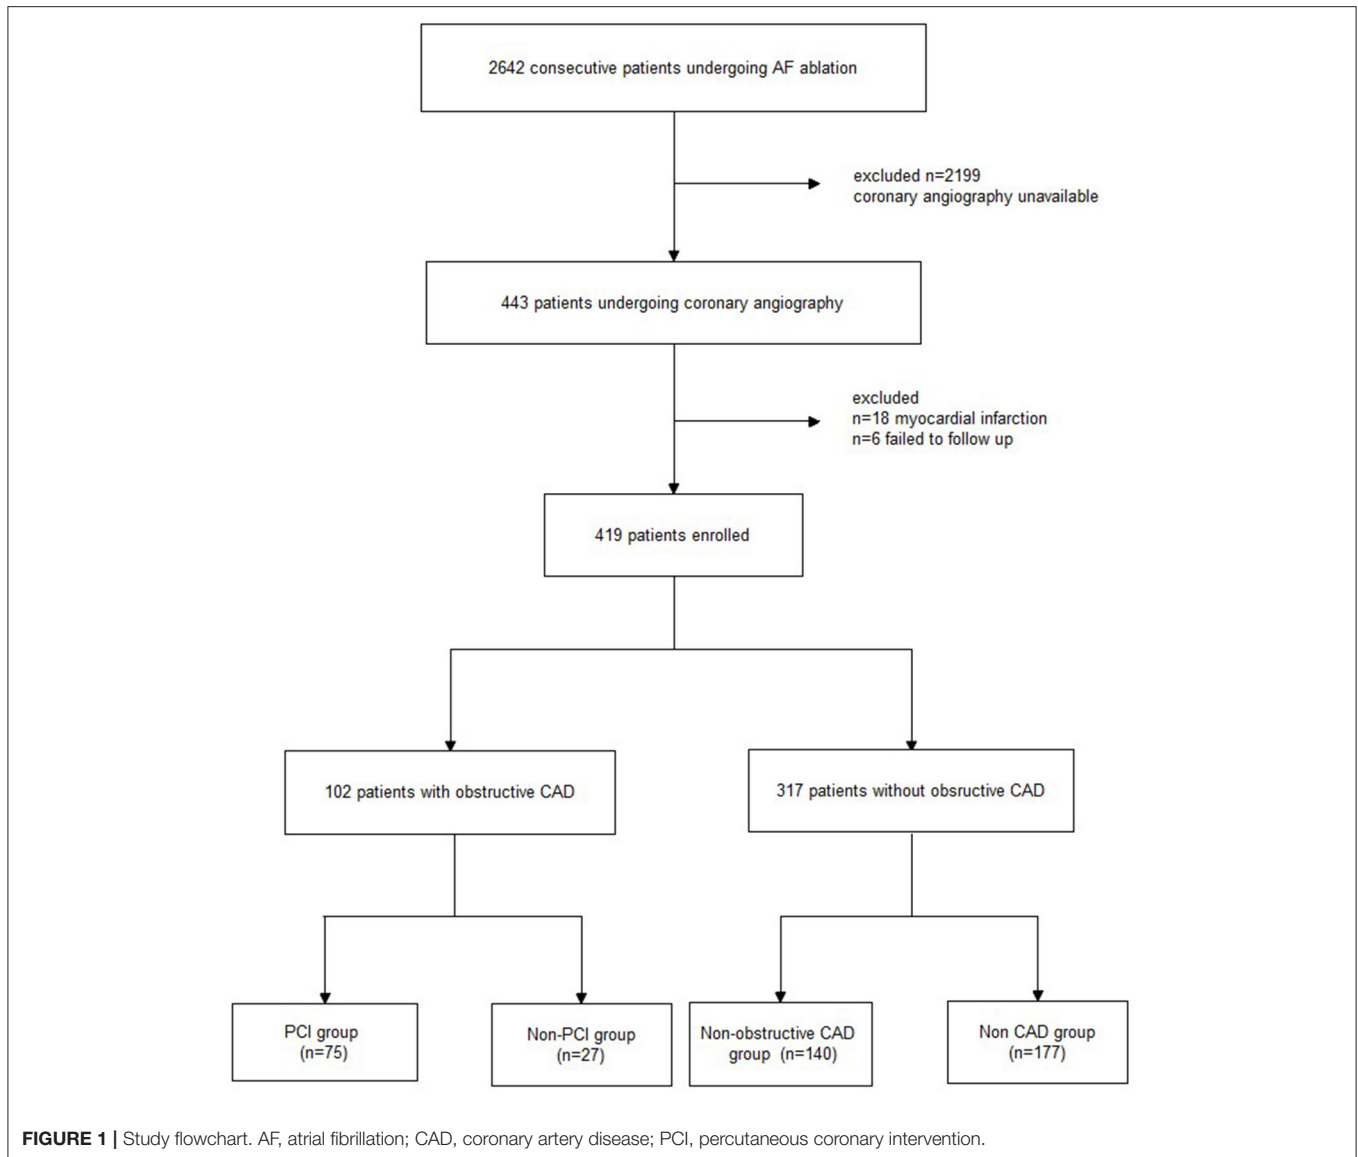 2642 consecutive patients undergoing AF ablation
excluded n=2199
coronary angiography unavailable
443 patients undergoing coronary angiography
excluded
n=18 myocardial infarction
n=6 failed to follow up
419 patients enrolled
102 patients with obstructive CAD
317 patients without obsructive CAD
PCI group
(n=75)
Non-PCI group
(n=27)
Non-obstructive CAD
group (n=140)
Non CAD group
(n=177)
FIGURE 1 | Study flowchart. AF, atrial fibrillation; CAD, coronary artery disease; PCI, percutaneous coronary intervention.